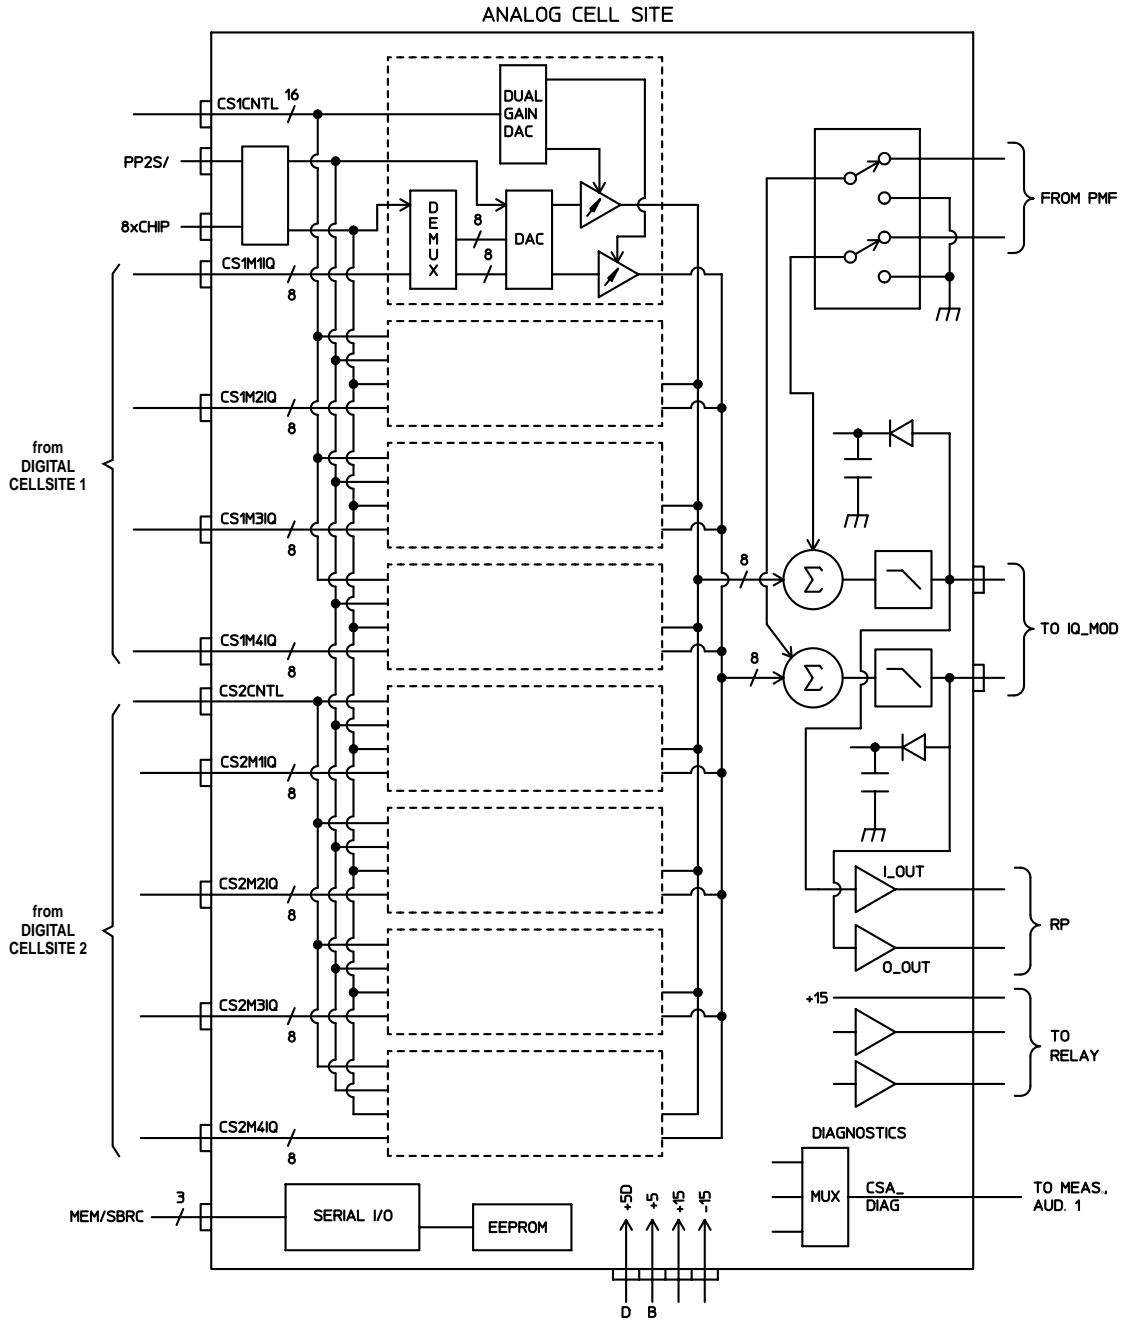 ANALOG CELL SITE
CS1CNTL
16
PP2S/
8xCHIP
CS1M1IQ
8
DUAL
GAIN
DAC
DEMUX
8
8
DAC
FROM PMF
CS1M2IQ
8
from
DIGITAL
CELLSITE 1
CS1M3IQ
8
CS1M4IQ
8
8
Σ
8
Σ
TO IQ_MOD
CS2CNTL
CS2M1IQ
8
CS2M2IQ
8
from
DIGITAL
CELLSITE 2
CS2M3IQ
8
CS2M4IQ
8
I_OUT
Q_OUT
RP
+15
TO
RELAY
DIAGNOSTICS
MUX
CSA_
DIAG
TO MEAS.,
AUD. 1
MEM/SBRC
3
SERIAL I/O
EEPROM
+5D
+5
+15
-15
D
B